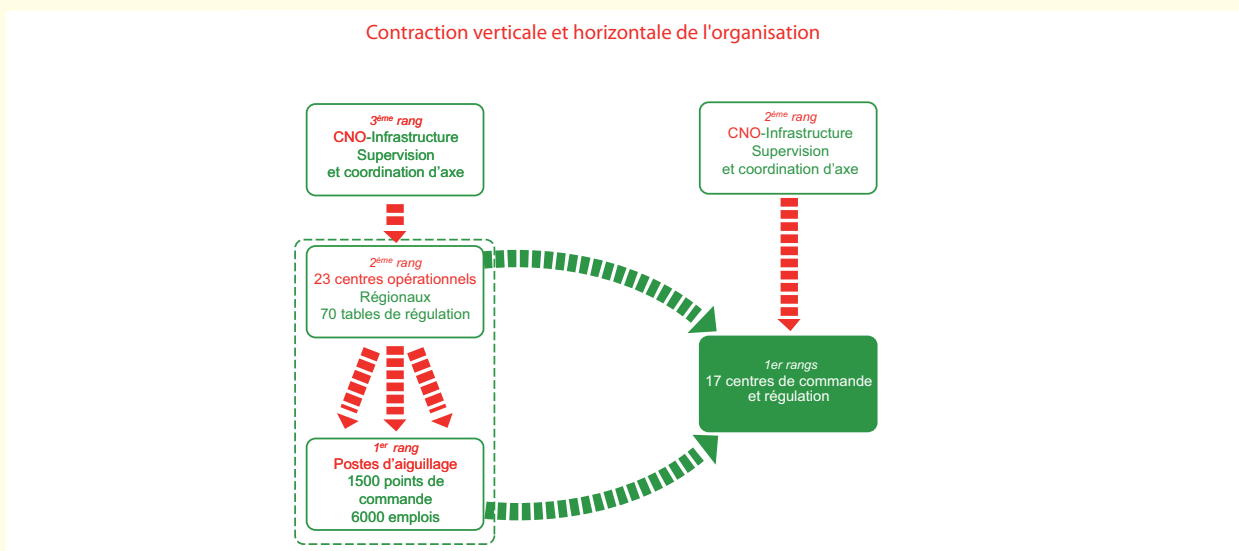 Contraction verticale et horizontale de l'organisation
3ème rang
CNO-Infrastructure
Supervision
et coordination d'axe
2ème rang
CNO-Infrastructure
Supervision
et coordination d’axe
2ème rang
23 centres opérationnels
Régionaux
70 tables de régulation
1er rangs
17 centres de commande
et régulation
1er rang
Postes d’aiguillage
1500 points de
commande
6000 emplois